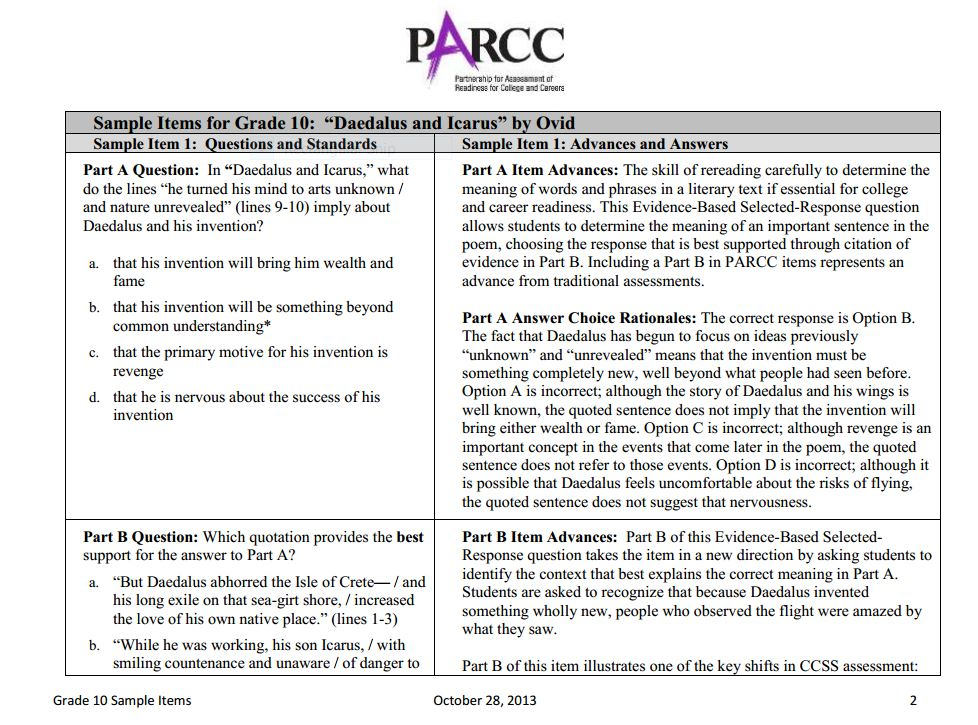 PARCC
Partnership for Assessment of
Readiness for College and Careers
Sample Items for Grade 10: “Daedalus and Icarus” by Ovid
Sample Item 1: Questions and Standards
Sample Item 1: Advances and Answers
Part A Question: In “Daedalus and Icarus,” what
do the lines “he turned his mind to arts unknown /
and nature unrevealed” (lines 9-10) imply about
Daedalus and his invention?
a. that his invention will bring him wealth and
fame
b. that his invention will be something beyond
common understanding*
c. that the primary motive for his invention is
revenge
d. that he is nervous about the success of his
invention
Part A Item Advances: The skill of rereading carefully to determine the
meaning of words and phrases in a literary text if essential for college
and career readiness. This Evidence-Based Selected-Response question
allows students to determine the meaning of an important sentence in the
poem, choosing the response that is best supported through citation of
evidence in Part B. Including a Part B in PARCC items represents an
advance from traditional assessments.
Part A Answer Choice Rationales: The correct response is Option B.
The fact that Daedalus has begun to focus on ideas previously
“unknown” and “unrevealed” means that the invention must be
something completely new, well beyond what people had seen before.
Option A is incorrect; although the story of Daedalus and his wings is
well known, the quoted sentence does not imply that the invention will
bring either wealth or fame. Option C is incorrect; although revenge is an
important concept in the events that come later in the poem, the quoted
sentence does not refer to those events. Option D is incorrect; although it
is possible that Daedalus feels uncomfortable about the risks of flying,
the quoted sentence does not suggest that nervousness.
Part B Question: Which quotation provides the best
support for the answer to Part A?
a. “But Daedalus abhorred the Isle of Crete— / and
his long exile on that sea-girt shore, / increased
the love of his own native place.” (lines 1-3)
b. “While he was working, his son Icarus, / with
smiling countenance and unaware / of danger to
Part B Item Advances: Part B of this Evidence-Based Selected-
Response question takes the item in a new direction by asking students to
identify the context that best explains the correct meaning in Part A.
Students are asked to recognize that because Daedalus invented
something wholly new, people who observed the flight were amazed by
what they saw.
Part B of this item illustrates one of the key shifts in CCSS assessment:
Grade 10 Sample Items
October 28, 2013
2